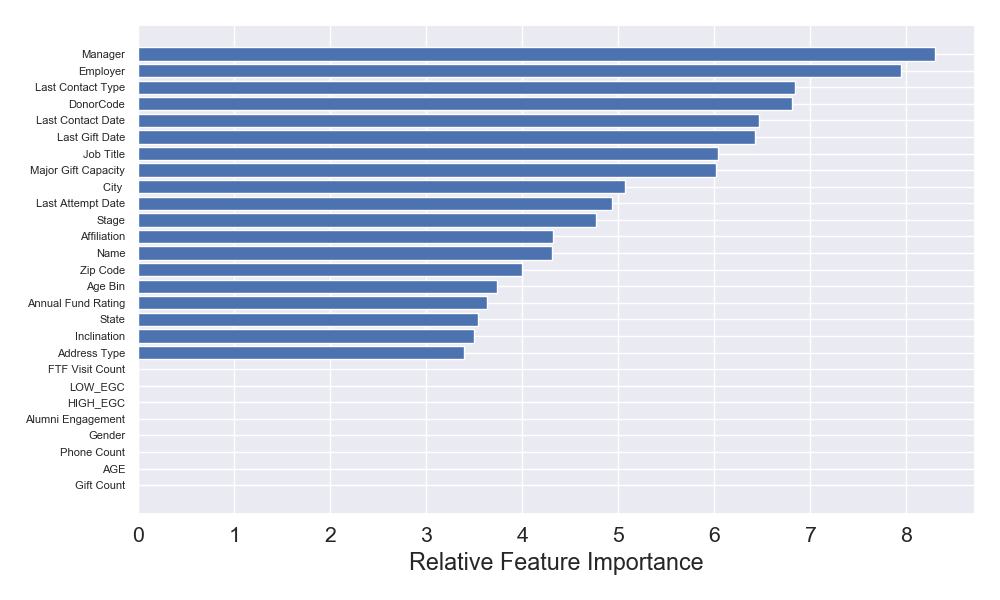 Manager
Employer
Last Contact Type
DonorCode
Last Contact Date
Last Gift Date
Job Title
Major Gift Capacity
City
Last Attempt Date
Stage
Affiliation
Name
Zip Code
Age Bin
Annual Fund Rating
State
Inclination
Address Type
FTF Visit Count
LOW_EGC
HIGH_EGC
Alumni Engagement
Gender
Phone Count
AGE
Gift Count
0 1 2 3 4 5 6 7 8
Relative Feature Importance